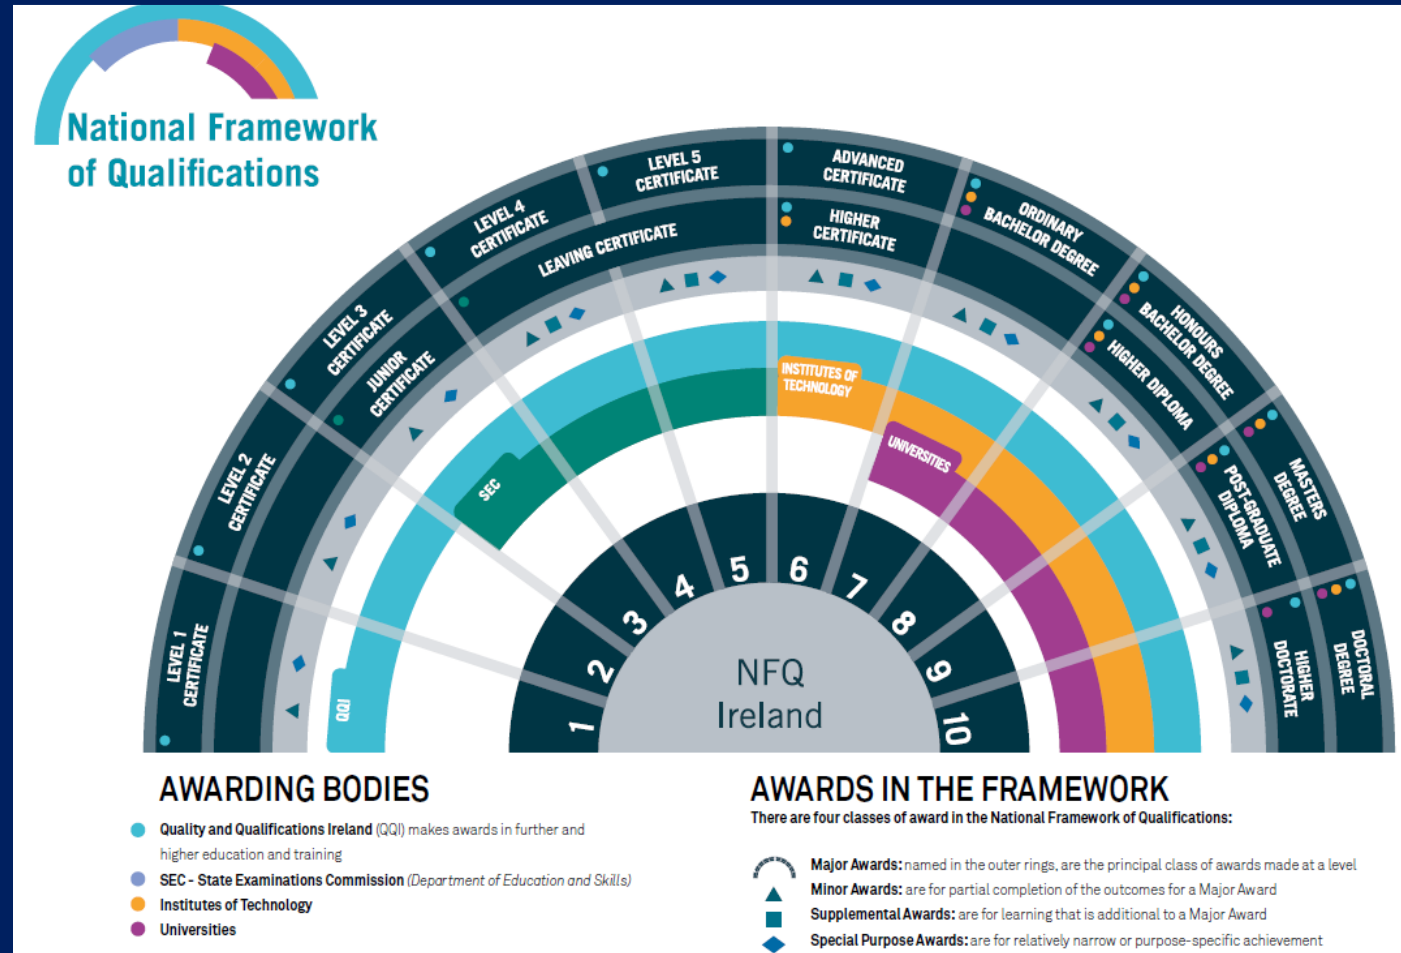 National Framework
of Qualifications
LEVEL 1
CERTIFICATE
LEVEL 2
CERTIFICATE
LEVEL 3
CERTIFICATE
LEVEL 4
CERTIFICATE
LEVEL 5
CERTIFICATE
ADVANCED
CERTIFICATE
ORDINARY
BACHELOR DEGREE
HONOURS
BACHELOR DEGREE
MASTERS
DEGREE
DOCTORAL
DEGREE
JUNIOR
CERTIFICATE
LEAVING CERTIFICATE
HIGHER
CERTIFICATE
HIGHER DIPLOMA
POST-GRADUATE
DIPLOMA
HIGHER
DOCTORATE
QQI
SEC
INSTITUTES OF
TECHNOLOGY
UNIVERSITIES
1
2
3
4
5
6
7
8
9
10
NFQ
Ireland
AWARDING BODIES
Quality and Qualifications Ireland (QQI) makes awards in further and
higher education and training
SEC - State Examinations Commission (Department of Education and Skills)
Institutes of Technology
Universities
AWARDS IN THE FRAMEWORK
There are four classes of award in the National Framework of Qualifications:
Major Awards: named in the outer rings, are the principal class of awards made at a level
Minor Awards: are for partial completion of the outcomes for a Major Award
Supplemental Awards: are for learning that is additional to a Major Award
Special Purpose Awards: are for relatively narrow or purpose-specific achievement